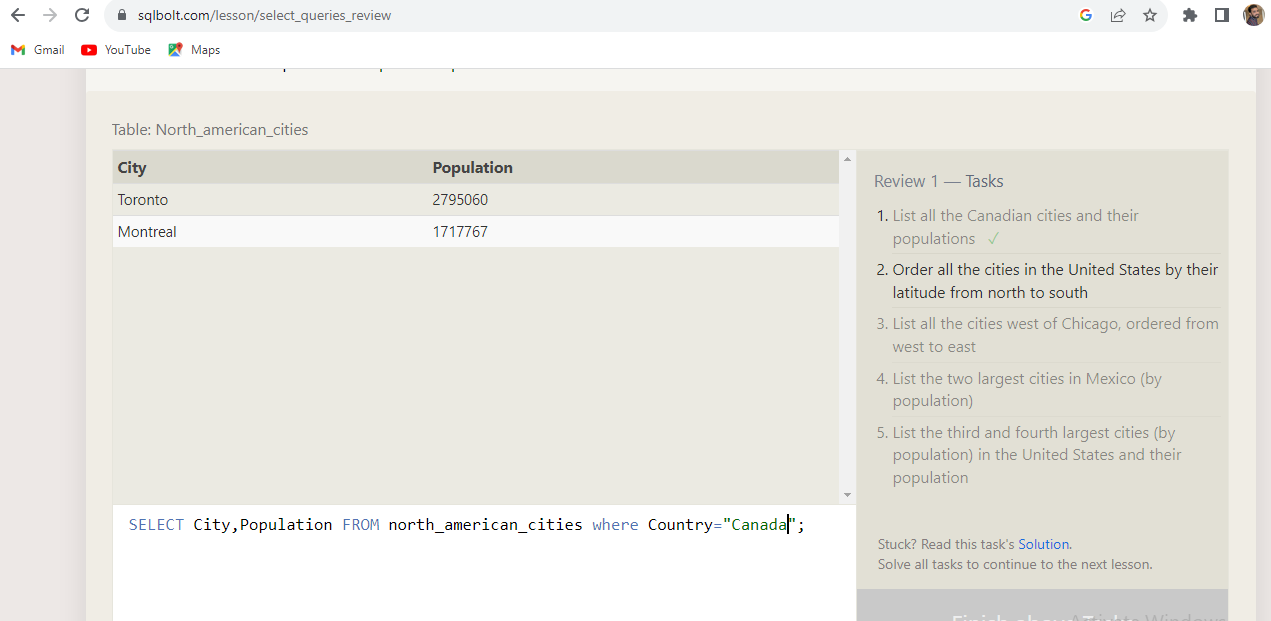 sqlbolt.com/lesson/select_queries_review
Gmail YouTube Maps
Table: North_american_cities
City Population
Toronto 2795060
Montreal 1717767
Review 1 — Tasks
1. List all the Canadian cities and their
populations ✓
2. Order all the cities in the United States by their
latitude from north to south
3. List all the cities west of Chicago, ordered from
west to east
4. List the two largest cities in Mexico (by
population)
5. List the third and fourth largest cities (by
population) in the United States and their
population
SELECT City,Population FROM north_american_cities where Country="Canada";
Stuck? Read this task's Solution.
Solve all tasks to continue to the next lesson.